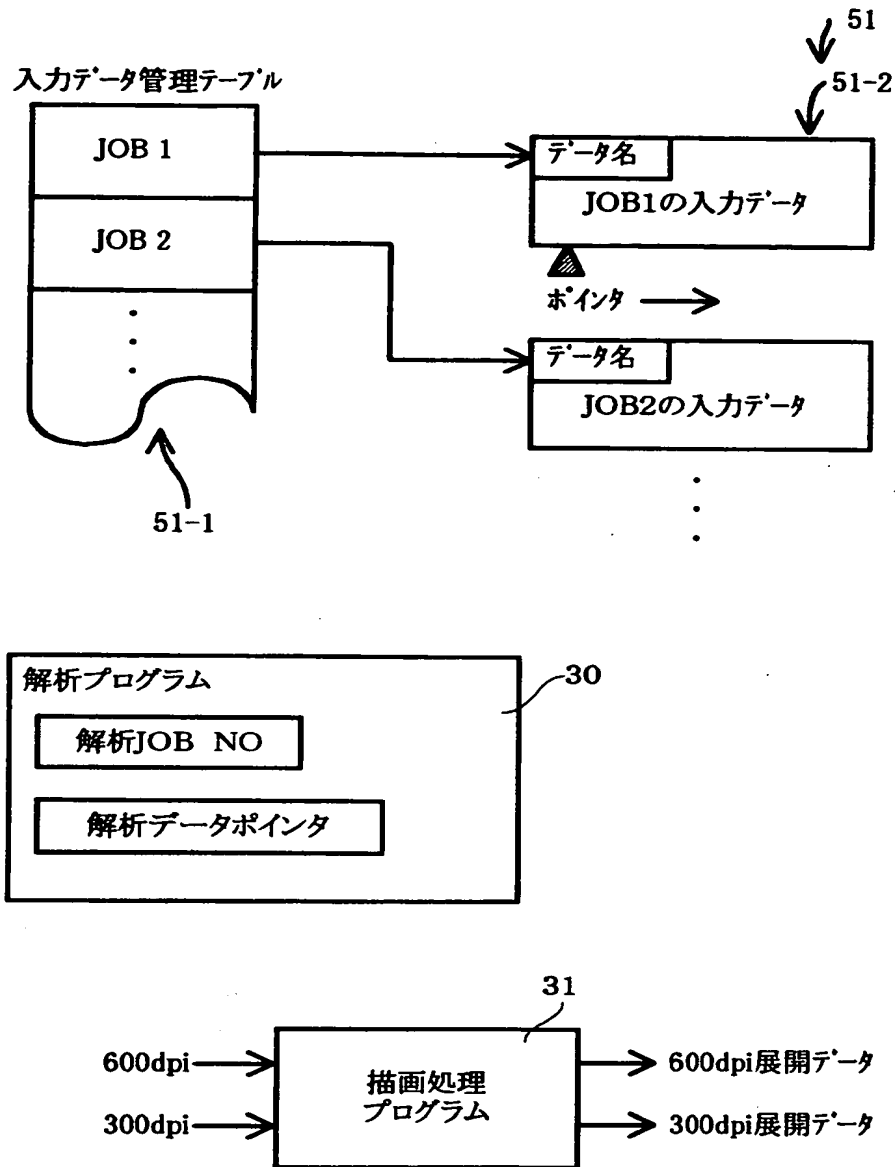 51
51-2
入力データ管理テーブル
JOB 1
JOB 2
51-1
データ名
JOB1の入力データ
ポインタ
データ名
JOB2の入力データ
解析プログラム
30
解析JOB NO
解析データポインタ
31
600dpi
300dpi
描画処理
プログラム
600dpi展開データ
300dpi展開データ